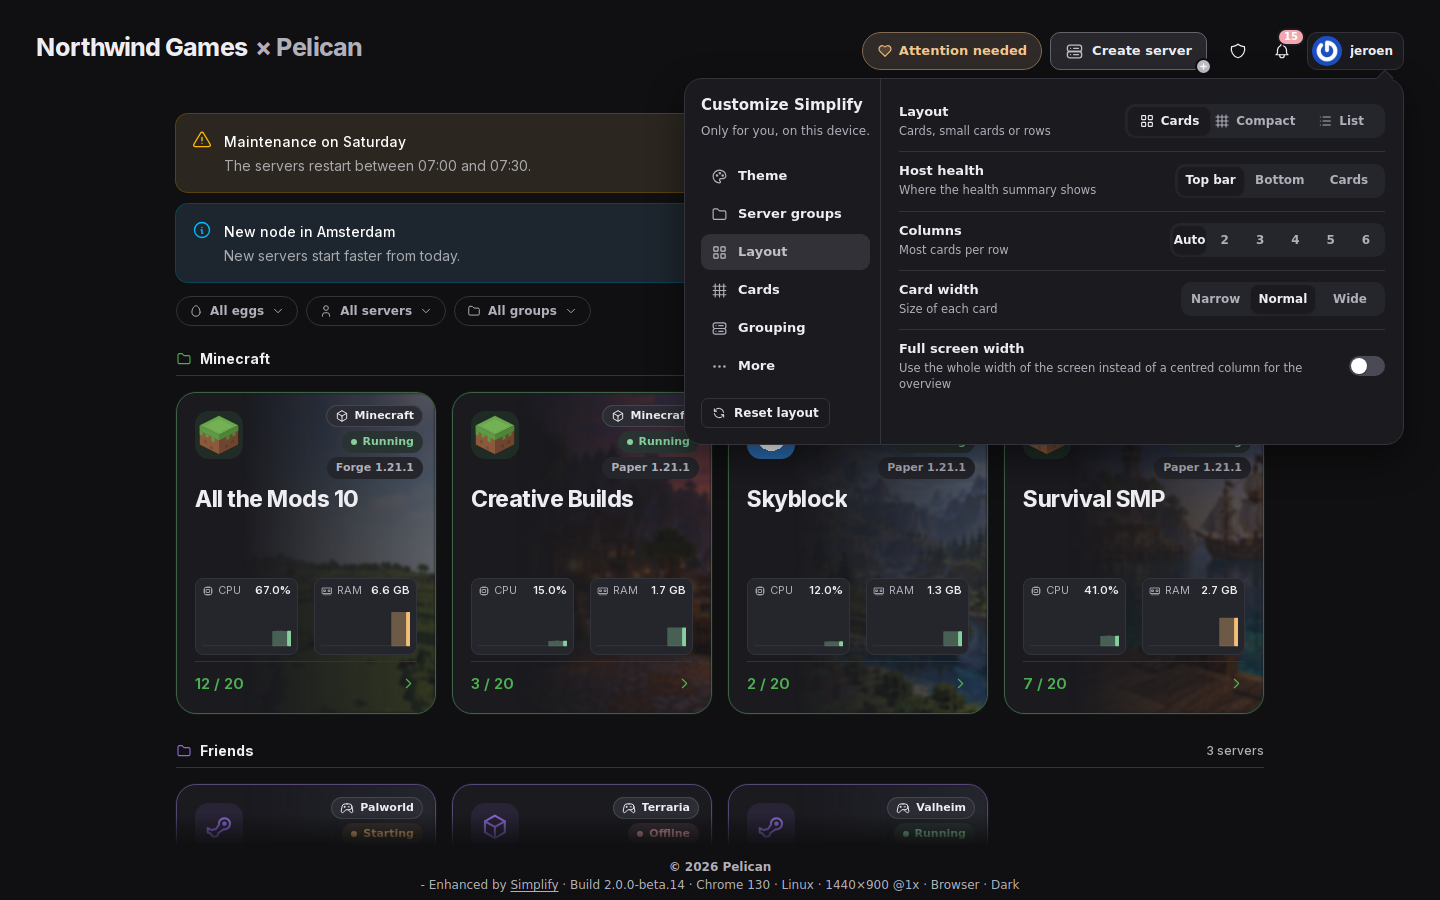 Northwind Games × Pelican
Attention needed
Create server
15
jeroen
Maintenance on Saturday
The servers restart between 07:00 and 07:30.
New node in Amsterdam
New servers start faster from today.
All eggs
All servers
All groups
Customize Simplify
Only for you, on this device.
Theme
Server groups
Layout
Cards
Grouping
More
Reset layout
Layout
Cards, small cards or rows
Cards Compact List
Host health
Where the health summary shows
Top bar Bottom Cards
Columns
Most cards per row
Auto 2 3 4 5 6
Card width
Size of each card
Narrow Normal Wide
Full screen width
Use the whole width of the screen instead of a centred column for the
overview
Minecraft
Minecraft
Running
Forge 1.21.1
All the Mods 10
CPU 67.0% RAM 6.6 GB
12 / 20
Minecraf
Running
Paper 1.21.1
Creative Builds
CPU 15.0% RAM 1.7 GB
3 / 20
Paper 1.21.1
Skyblock
CPU 12.0% RAM 1.3 GB
2 / 20
Paper 1.21.1
Survival SMP
CPU 41.0% RAM 2.7 GB
7 / 20
Friends
3 servers
Palworld
Starting
Terraria
Offline
Valheim
Running
© 2026 Pelican
- Enhanced by Simplify · Build 2.0.0-beta.14 · Chrome 130 · Linux · 1440×900 @1x · Browser · Dark